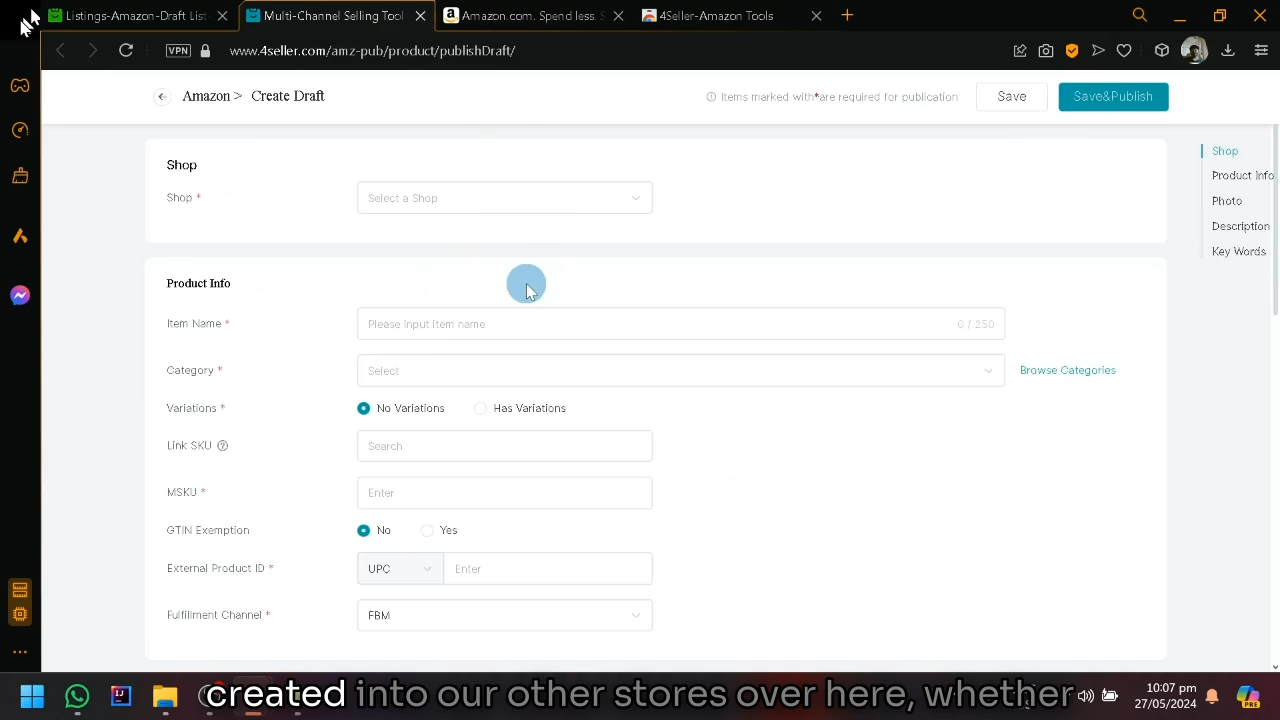 Listings-Amazon-Draft List
Multi-Channel Selling Tool
Amazon.com. Spend less. S
4Seller-Amazon Tools
VPN
www.4seller.com/amz-pub/product/publishDraft/
Amazon > Create Draft
Items marked with*are required for publication
Save
Save&Publish
Shop
Shop *
Select a Shop
Shop
Product Info
Photo
Description
Key Words
Product Info
Item Name *
Please input item name
0 / 250
Category *
Select
Browse Categories
Variations *
No Variations
Has Variations
Link SKU
Search
MSKU *
Enter
GTIN Exemption
No
Yes
External Product ID *
UPC
Enter
Fulfillment Channel *
FBM
created into our other stores over here, whether
10:07 pm
27/05/2024
PRE